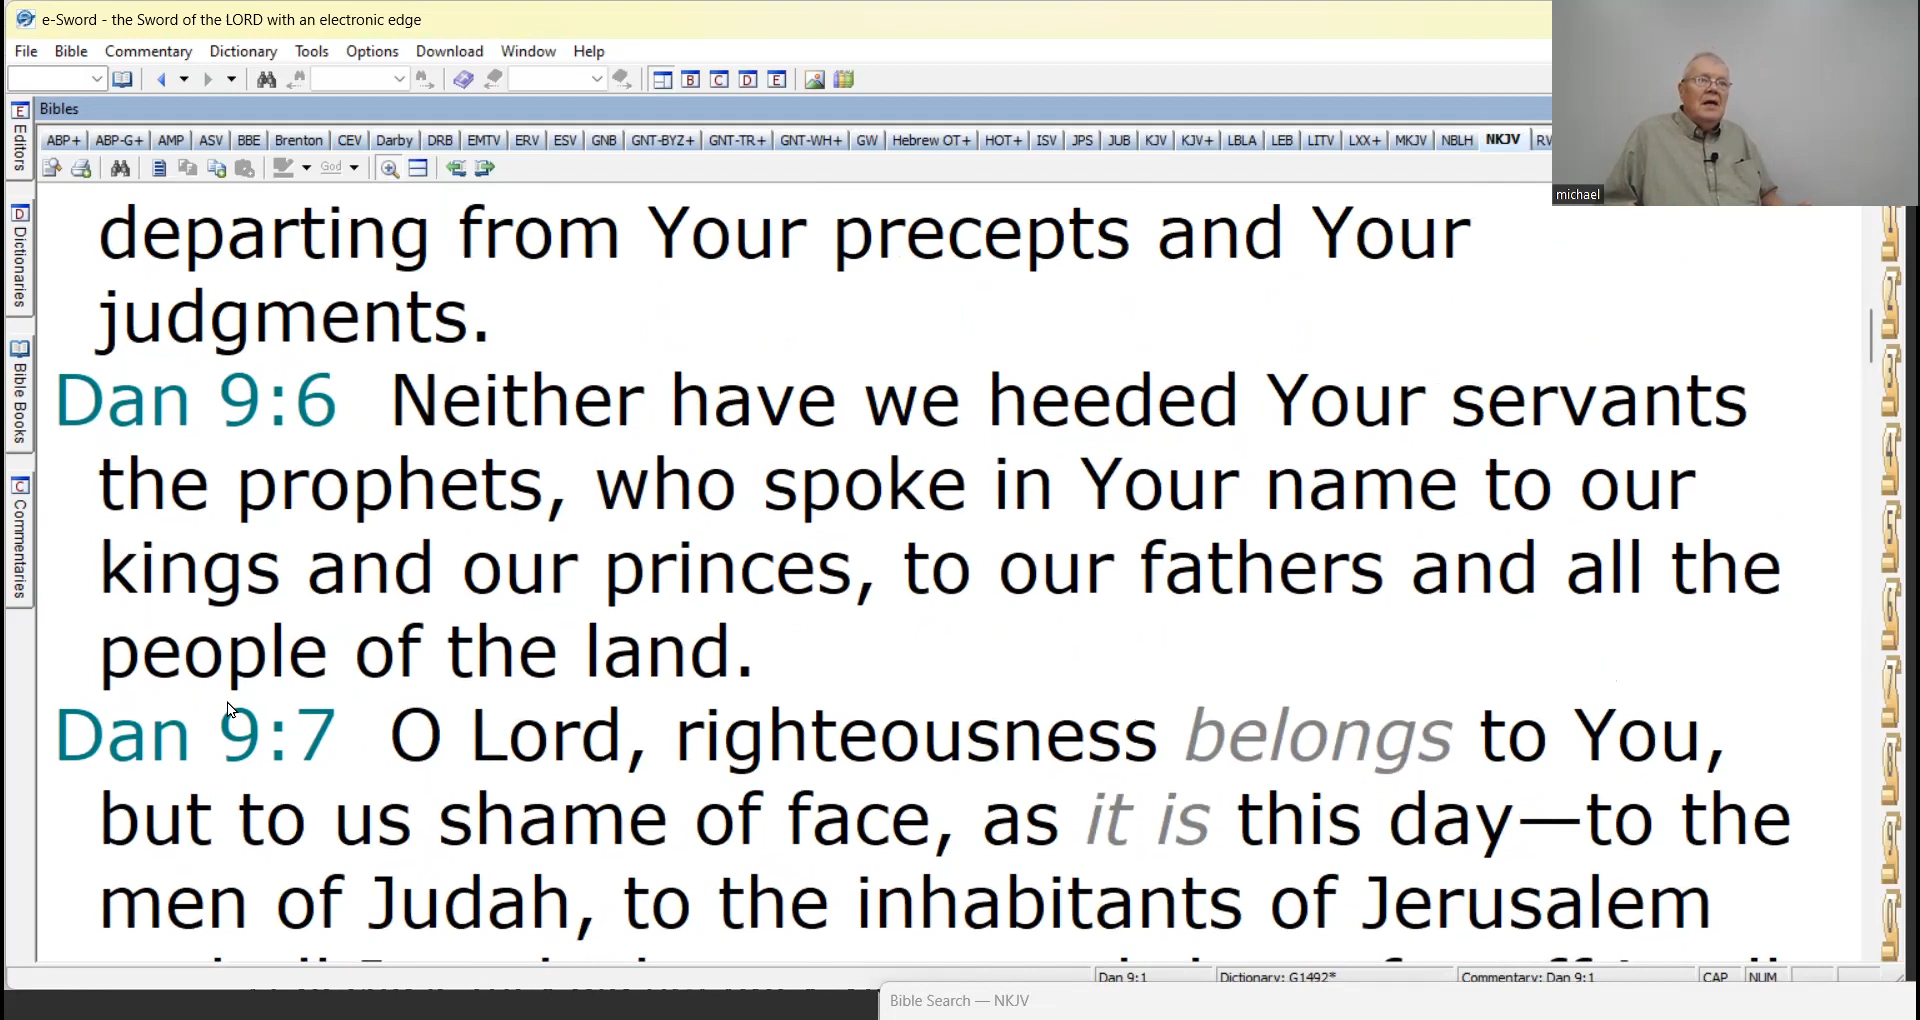 e-Sword - the Sword of the LORD with an electronic edge
File Bible Commentary Dictionary Tools Options Download Window Help
B C D E
Bibles
ABP+ ABP-G+ AMP ASV BBE Brenton CEV Darby DRB EMTV ERV ESV GNB GNT-BYZ+ GNT-TR+ GNT-WH+ GW Hebrew OT+ HOT+ ISV JPS JUB KJV KJV+ LBLA LEB LITV LXX+ MKJV NBLH NKJV
God
E Editors
D Dictionaries
Bible Books
C Commentaries
michael
departing from Your precepts and Your
judgments.
Dan 9:6 Neither have we heeded Your servants
the prophets, who spoke in Your name to our
kings and our princes, to our fathers and all the
people of the land.
Dan 9:7 O Lord, righteousness belongs to You,
but to us shame of face, as it is this day—to the
men of Judah, to the inhabitants of Jerusalem
Dan 9:1 Dictionary: G1492* Commentary: Dan 9:1 CAP NUM
Bible Search — NKJV